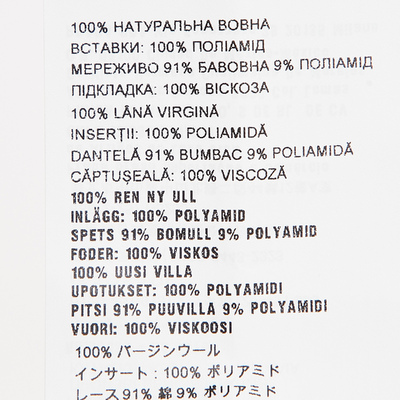 100% НАТУРАЛЬНА ВОВНА
ВСТАВКИ: 100% ПОЛІАМІД
МЕРЕЖИВО 91% БАВОВНА 9% ПОЛІАМІД
ПІДКЛАДКА: 100% ВІСКОЗА
100% LÂNĂ VIRGINĂ
INSERȚII: 100% POLIAMIDĂ
DANTELĂ 91% BUMBAC 9% POLIAMIDĂ
CĂPTUȘEALĂ: 100% VISCOZĂ
100% REN NY ULL
INLÄGG: 100% POLYAMID
SPETS 91% BOMULL 9% POLYAMID
FODER: 100% VISKOS
100% UUSI VILLA
UPOTUKSET: 100% POLYAMIDI
PITSI 91% PUUVILLA 9% POLYAMIDI
VUORI: 100% VISKOOSI
100% バージンウール
インサート : 100% ポリアミド
レース 91% 綿 9% ポリアミド